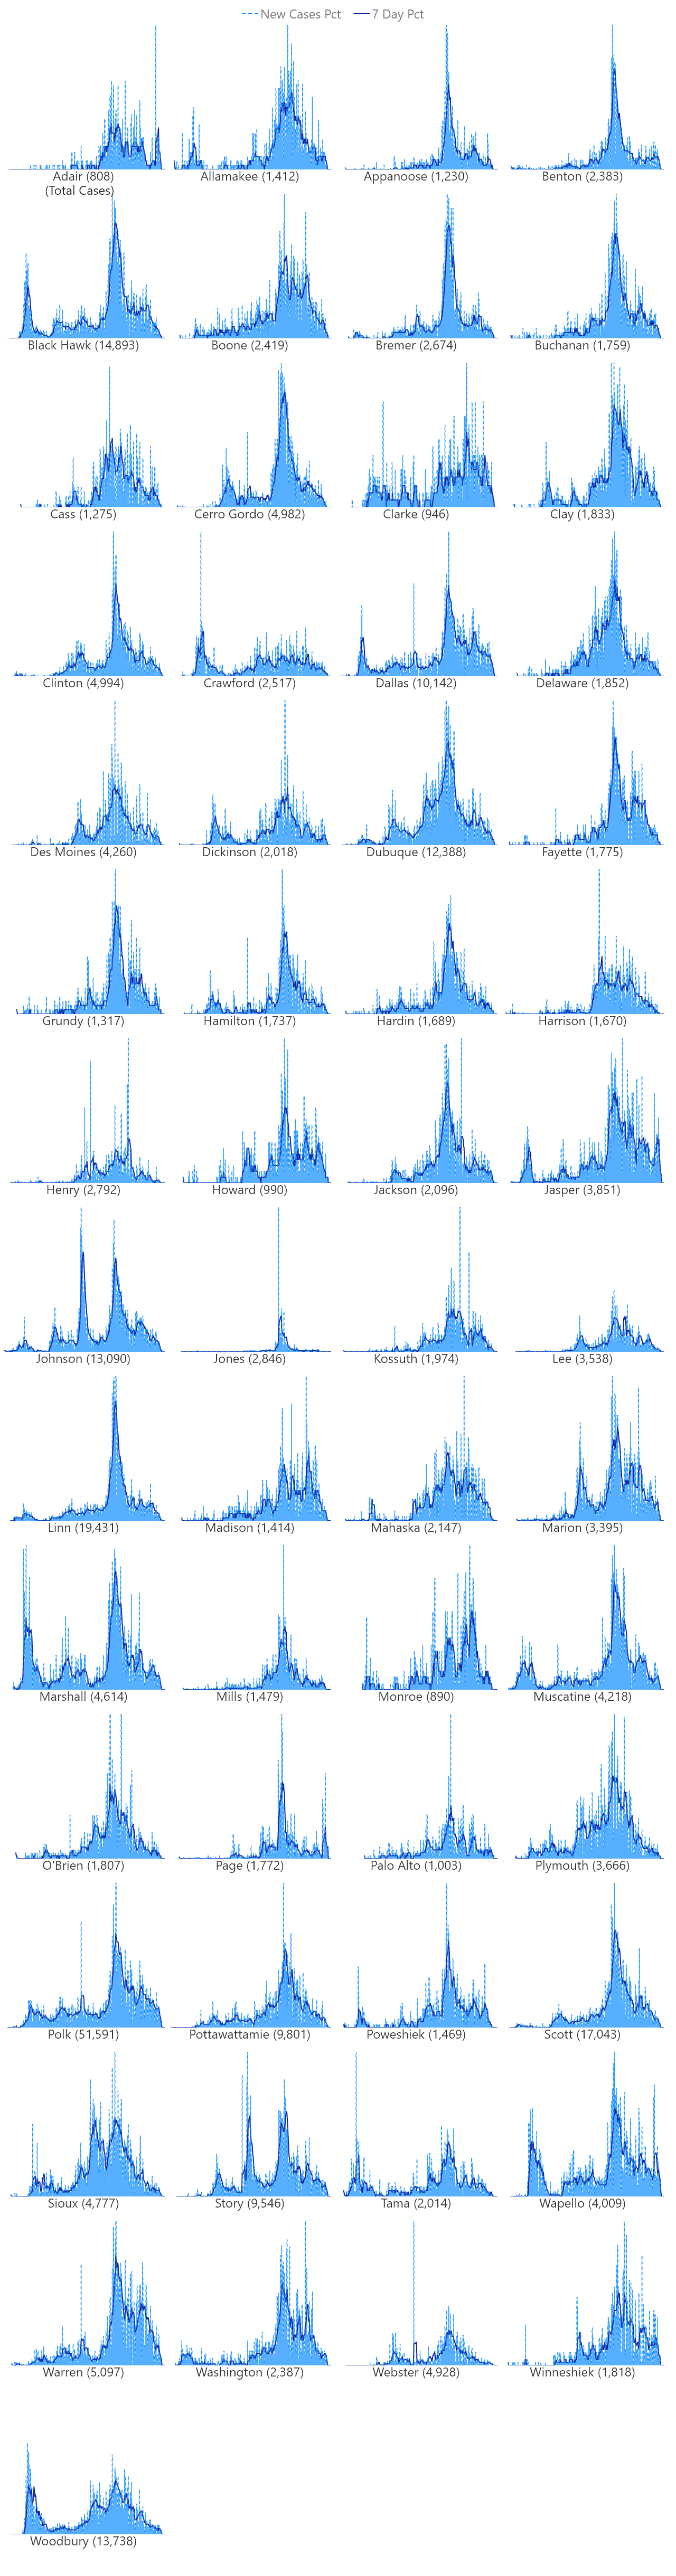 New Cases Pct 7 Day Pct
Adair (808) Allamakee (1,412) Appanoose (1,230) Benton (2,383)
(Total Cases)
Black Hawk (14,893) Boone (2,419) Bremer (2,674) Buchanan (1,759)
Cass (1,275) Cerro Gordo (4,982) Clarke (946) Clay (1,833)
Clinton (4,994) Crawford (2,517) Dallas (10,142) Delaware (1,852)
Des Moines (4,260) Dickinson (2,018) Dubuque (12,388) Fayette (1,775)
Grundy (1,317) Hamilton (1,737) Hardin (1,689) Harrison (1,670)
Henry (2,792) Howard (990) Jackson (2,096) Jasper (3,851)
Johnson (13,090) Jones (2,846) Kossuth (1,974) Lee (3,538)
Linn (19,431) Madison (1,414) Mahaska (2,147) Marion (3,395)
Marshall (4,614) Mills (1,479) Monroe (890) Muscatine (4,218)
O'Brien (1,807) Page (1,772) Palo Alto (1,003) Plymouth (3,666)
Polk (51,591) Pottawattamie (9,801) Poweshiek (1,469) Scott (17,043)
Sioux (4,777) Story (9,546) Tama (2,014) Wapello (4,009)
Warren (5,097) Washington (2,387) Webster (4,928) Winneshiek (1,818)
Woodbury (13,738)